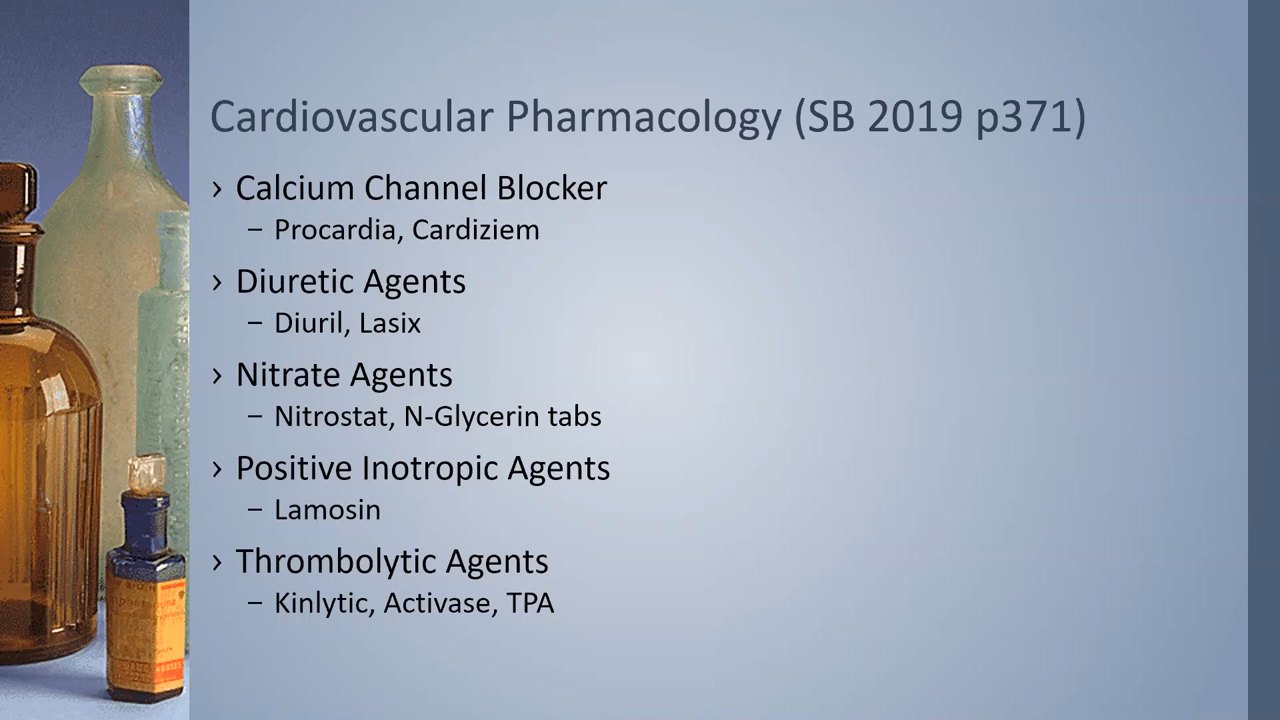 Cardiovascular Pharmacology (SB 2019 p371)
› Calcium Channel Blocker
– Procardia, Cardiziem
› Diuretic Agents
– Diuril, Lasix
› Nitrate Agents
– Nitrostat, N-Glycerin tabs
› Positive Inotropic Agents
– Lamosin
› Thrombolytic Agents
– Kinlytic, Activase, TPA